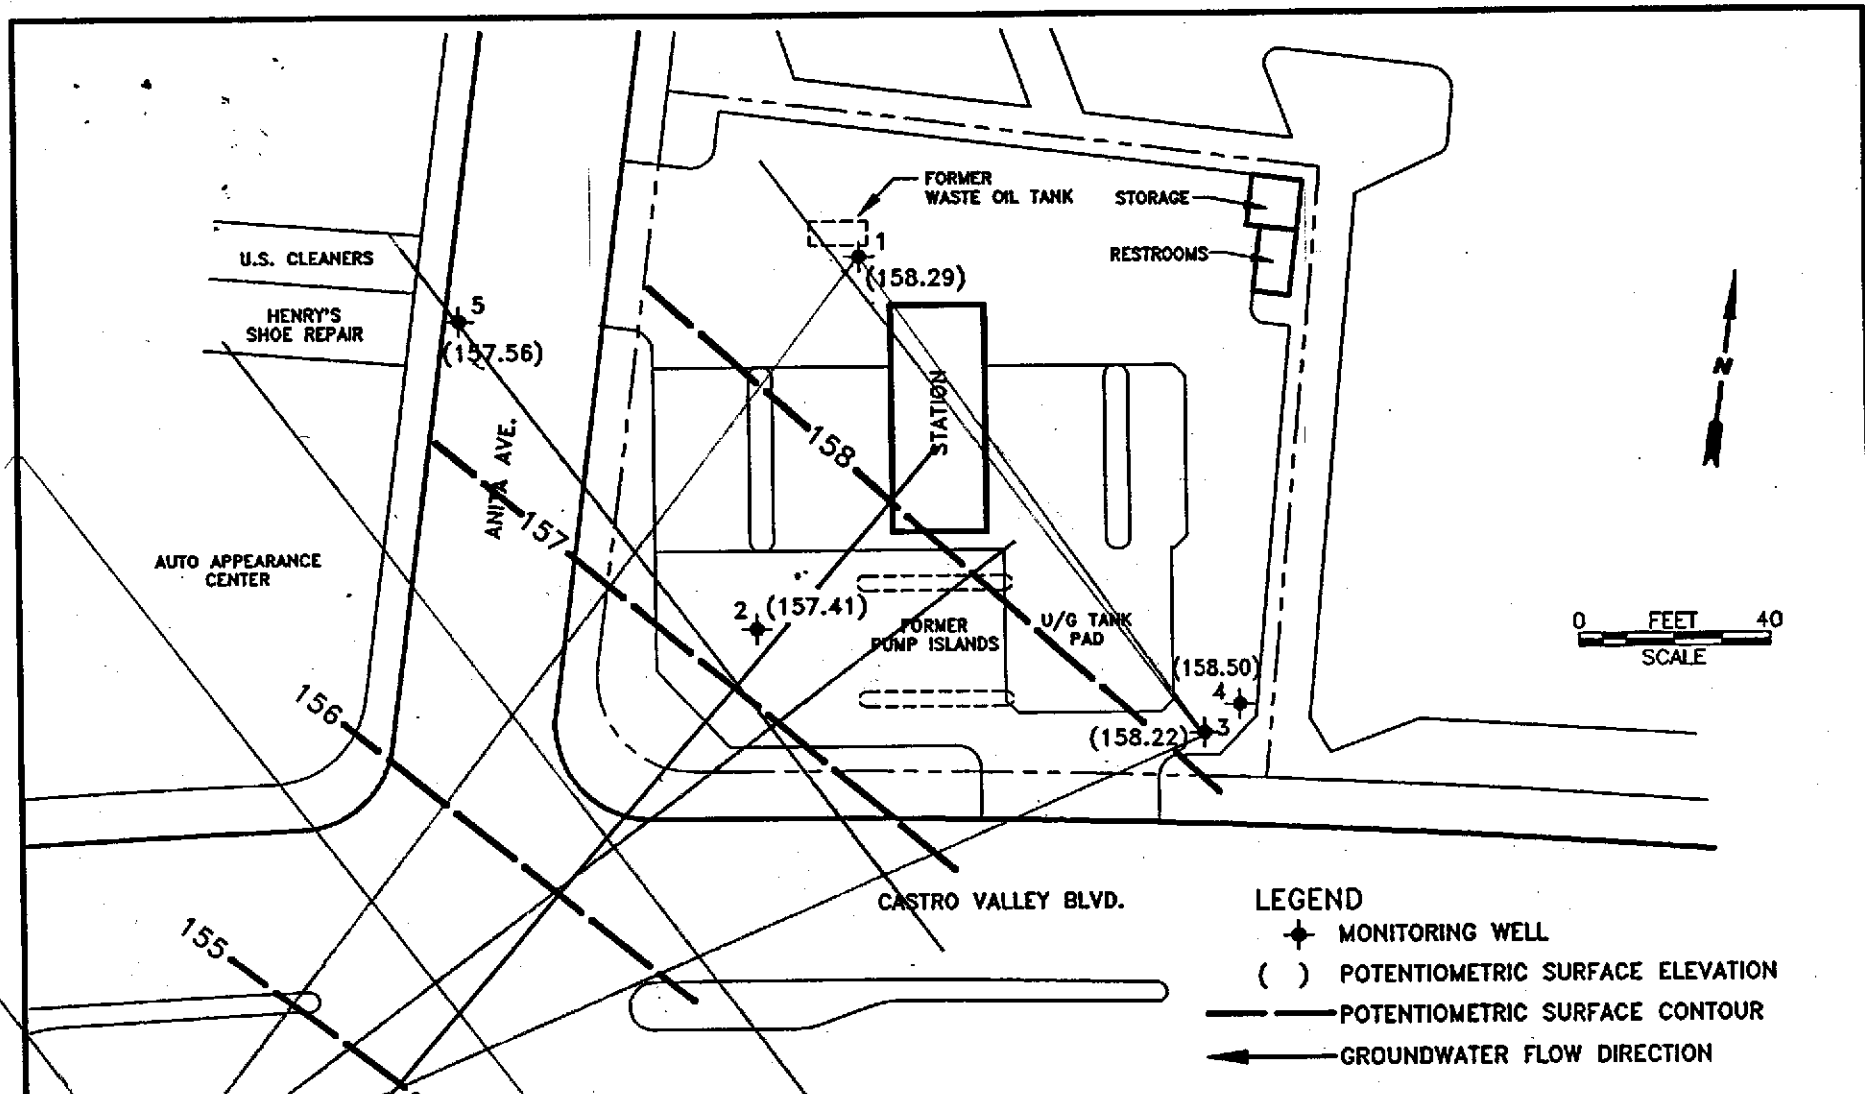 FORMER
WASTE OIL TANK
STORAGE
1
RESTROOMS
(158.29)
U.S. CLEANERS
5
HENRY'S
SHOE REPAIR
(157.56)
N
STATION
158
ANITA AVE.
157
AUTO APPEARANCE
CENTER
2
(157.41)
FORMER
PUMP ISLANDS
U/G TANK
PAD
0 FEET 40
SCALE
(158.50)
4
3
(158.22)
156
155
CASTRO VALLEY BLVD.
LEGEND
MONITORING WELL
( ) POTENTIOMETRIC SURFACE ELEVATION
POTENTIOMETRIC SURFACE CONTOUR
GROUNDWATER FLOW DIRECTION